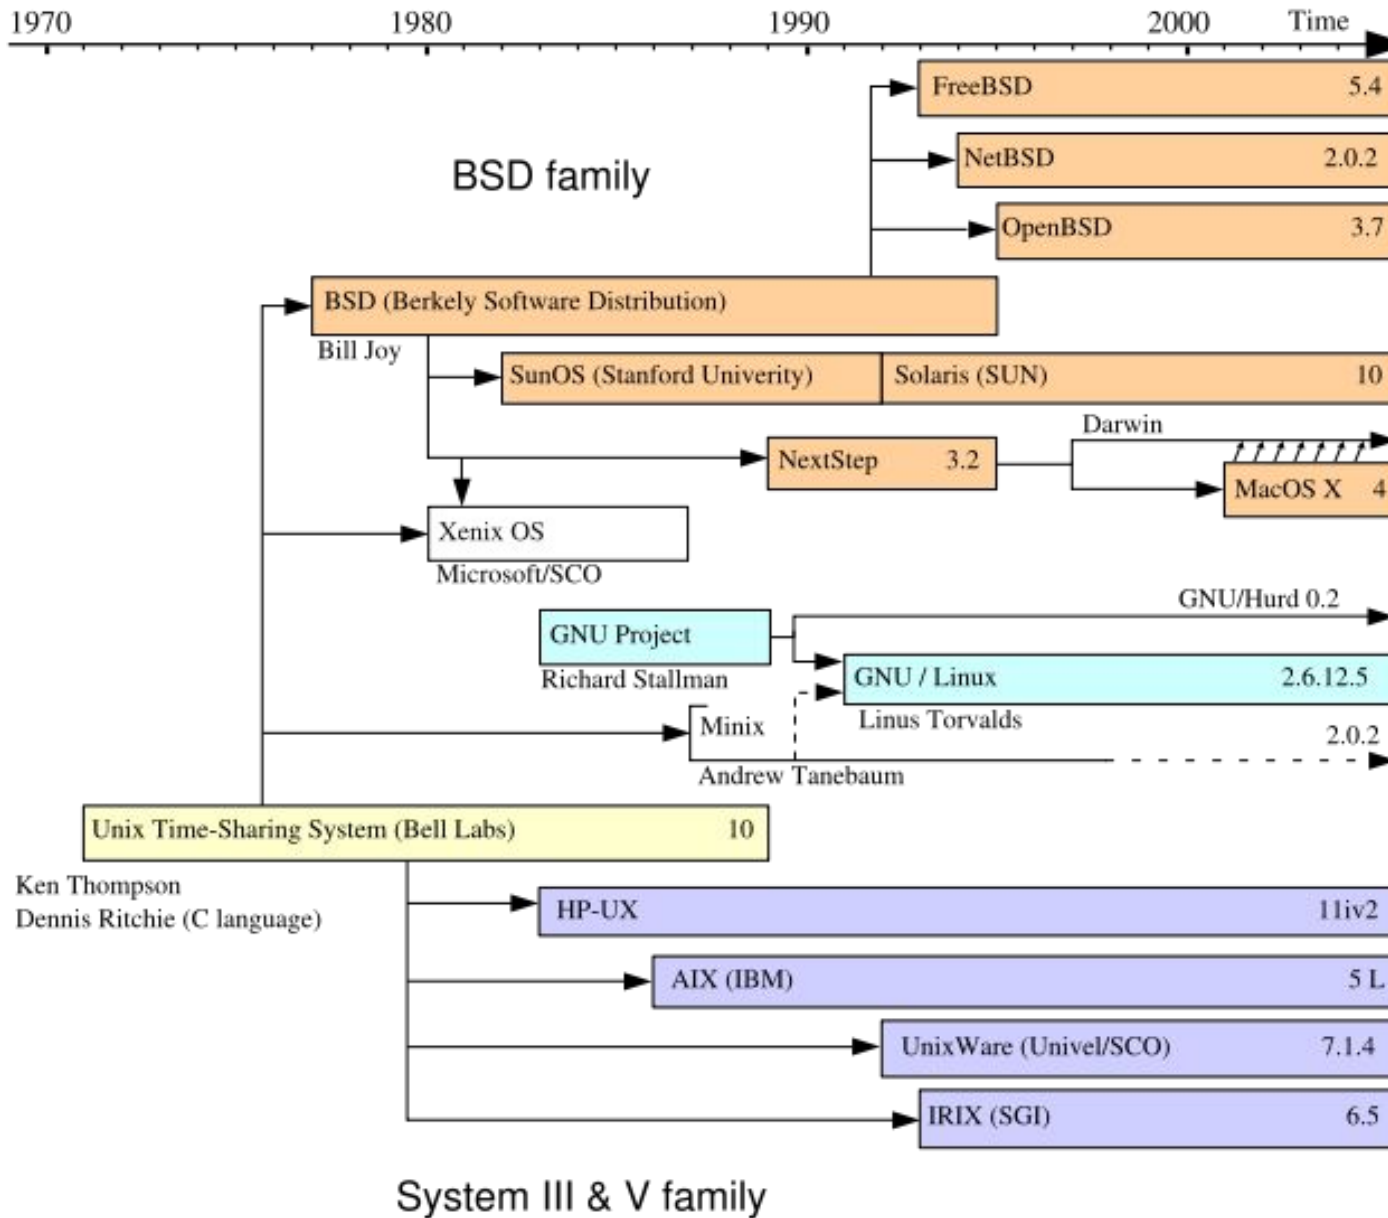 1970 1980 1990 2000 Time
FreeBSD 5.4
NetBSD 2.0.2
BSD family
OpenBSD 3.7
BSD (Berkely Software Distribution)
Bill Joy
SunOS (Stanford Univerity) Solaris (SUN) 10
Darwin
NextStep 3.2
MacOS X 4
Xenix OS
Microsoft/SCO
GNU/Hurd 0.2
GNU Project
Richard Stallman
GNU / Linux 2.6.12.5
Linus Torvalds
Minix
2.0.2
Andrew Tanebaum
Unix Time-Sharing System (Bell Labs) 10
Ken Thompson
Dennis Ritchie (C language)
HP-UX 11iv2
AIX (IBM) 5 L
UnixWare (Univel/SCO) 7.1.4
IRIX (SGI) 6.5
System III & V family